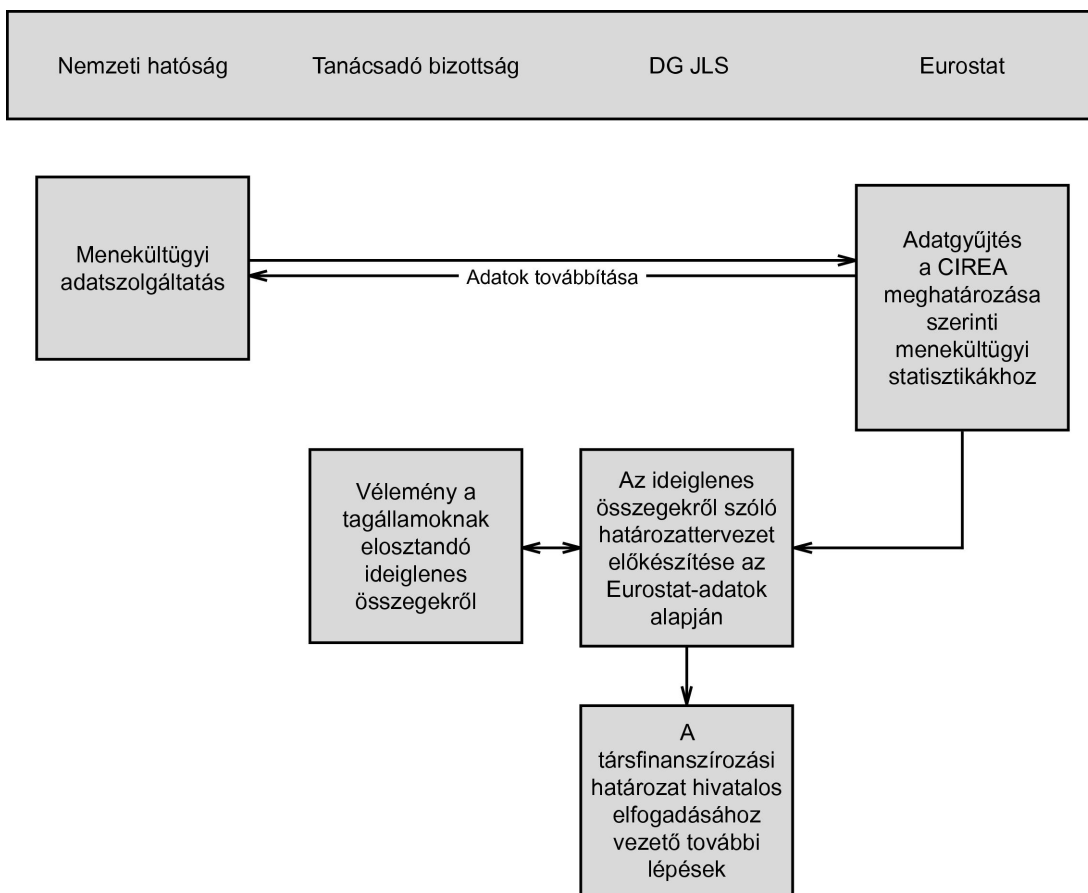 Nemzeti hatóság
Tanácsadó bizottság
DG JLS
Eurostat
Menekültügyi
adatszolgáltatás
Adatok továbbítása
Adatgyűjtés
a CIREA
meghatározása
szerinti
menekültügyi
statisztikákhoz
Vélemény a
tagállamoknak
elosztandó
ideiglenes
összegekről
Az ideiglenes
összegekről szóló
határozattervezet
előkészítése az
Eurostat-adatok
alapján
A
társfinanszírozási
határozat hivatalos
elfogadásához
vezető további
lépések